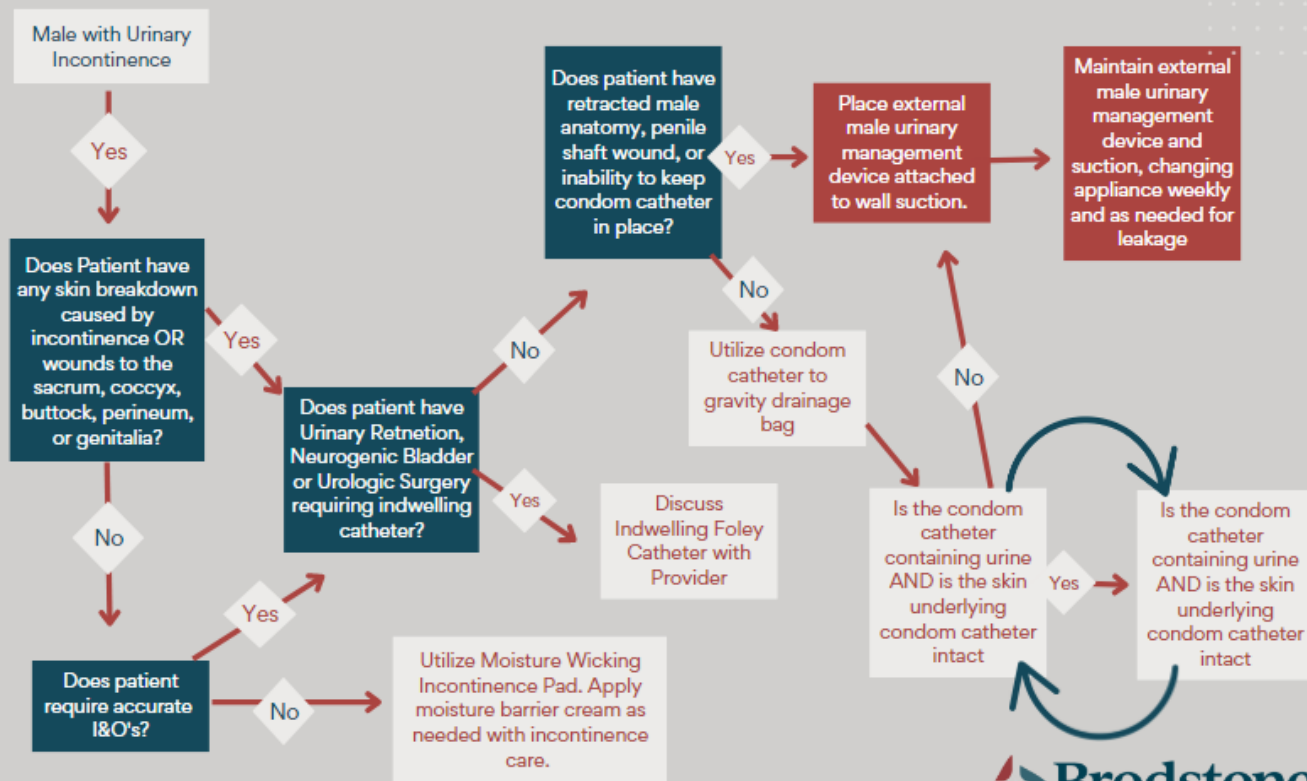 Male with Urinary
Incontinence
Yes
Does Patient have
any skin breakdown
caused by
incontinence OR
wounds to the
sacrum, coccyx,
buttock, perineum,
or genitalia?
Yes
No
Does patient
require accurate
I&O's?
Yes
No
Utilize Moisture Wicking
Incontinence Pad. Apply
moisture barrier cream as
needed with incontinence
care.
Does patient have
Urinary Retnetion,
Neurogenic Bladder
or Urologic Surgery
requiring indwelling
catheter?
No
Yes
Discuss
Indwelling Foley
Catheter with
Provider
Does patient have
retracted male
anatomy, penile
shaft wound, or
inability to keep
condom catheter
in place?
Yes
No
Place external
male urinary
management
device attached
to wall suction.
Maintain external
male urinary
management
device and
suction, changing
appliance weekly
and as needed for
leakage
Utilize condom
catheter to
gravity drainage
bag
No
Is the condom
catheter
containing urine
AND is the skin
underlying
condom catheter
intact
Yes
Is the condom
catheter
containing urine
AND is the skin
underlying
condom catheter
intact
Brodstone